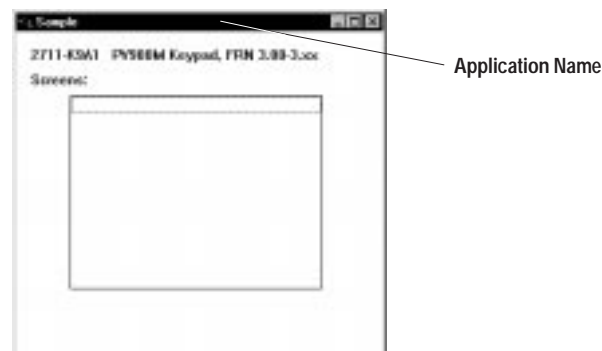 Sample
2711-K9A1 PV900M Keypad, FRN 3.00-3.xx
Screens:
Application Name